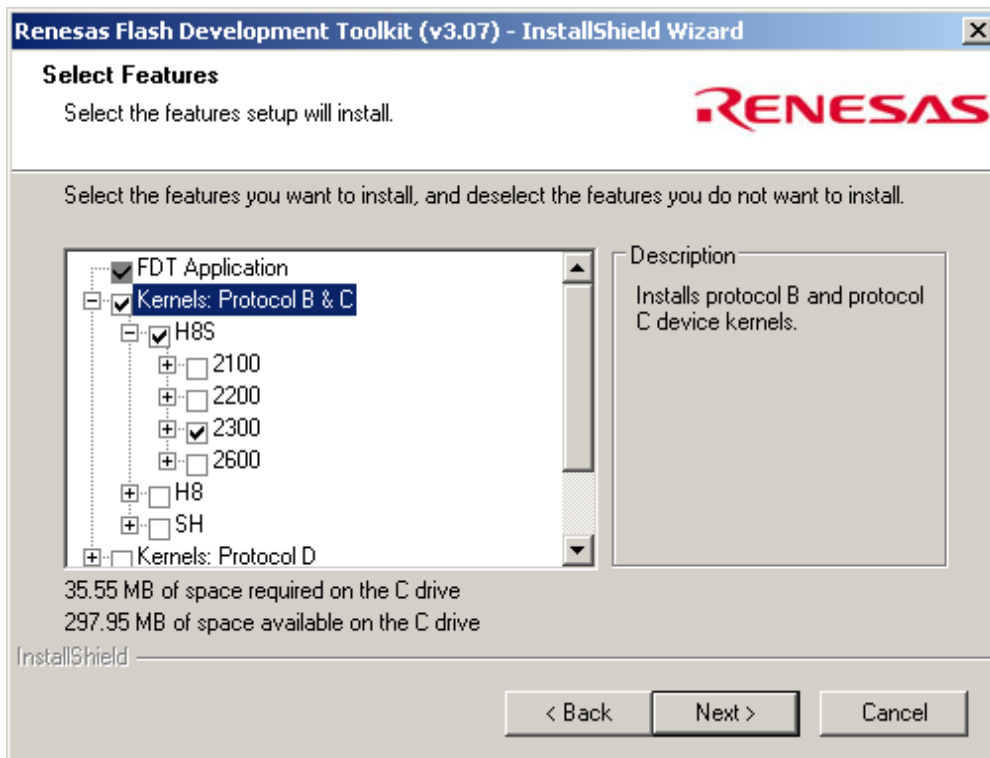 Renesas Flash Development Toolkit (v3.07) - InstallShield Wizard
Select Features
Select the features setup will install.
RENESAS
Select the features you want to install, and deselect the features you do not want to install.
FDT Application
Kernels: Protocol B & C
H8S
2100
2200
2300
2600
H8
SH
Kernels: Protocol D
Description
Installs protocol B and protocol
C device kernels.
35.55 MB of space required on the C drive
297.95 MB of space available on the C drive
InstallShield
< Back
Next >
Cancel